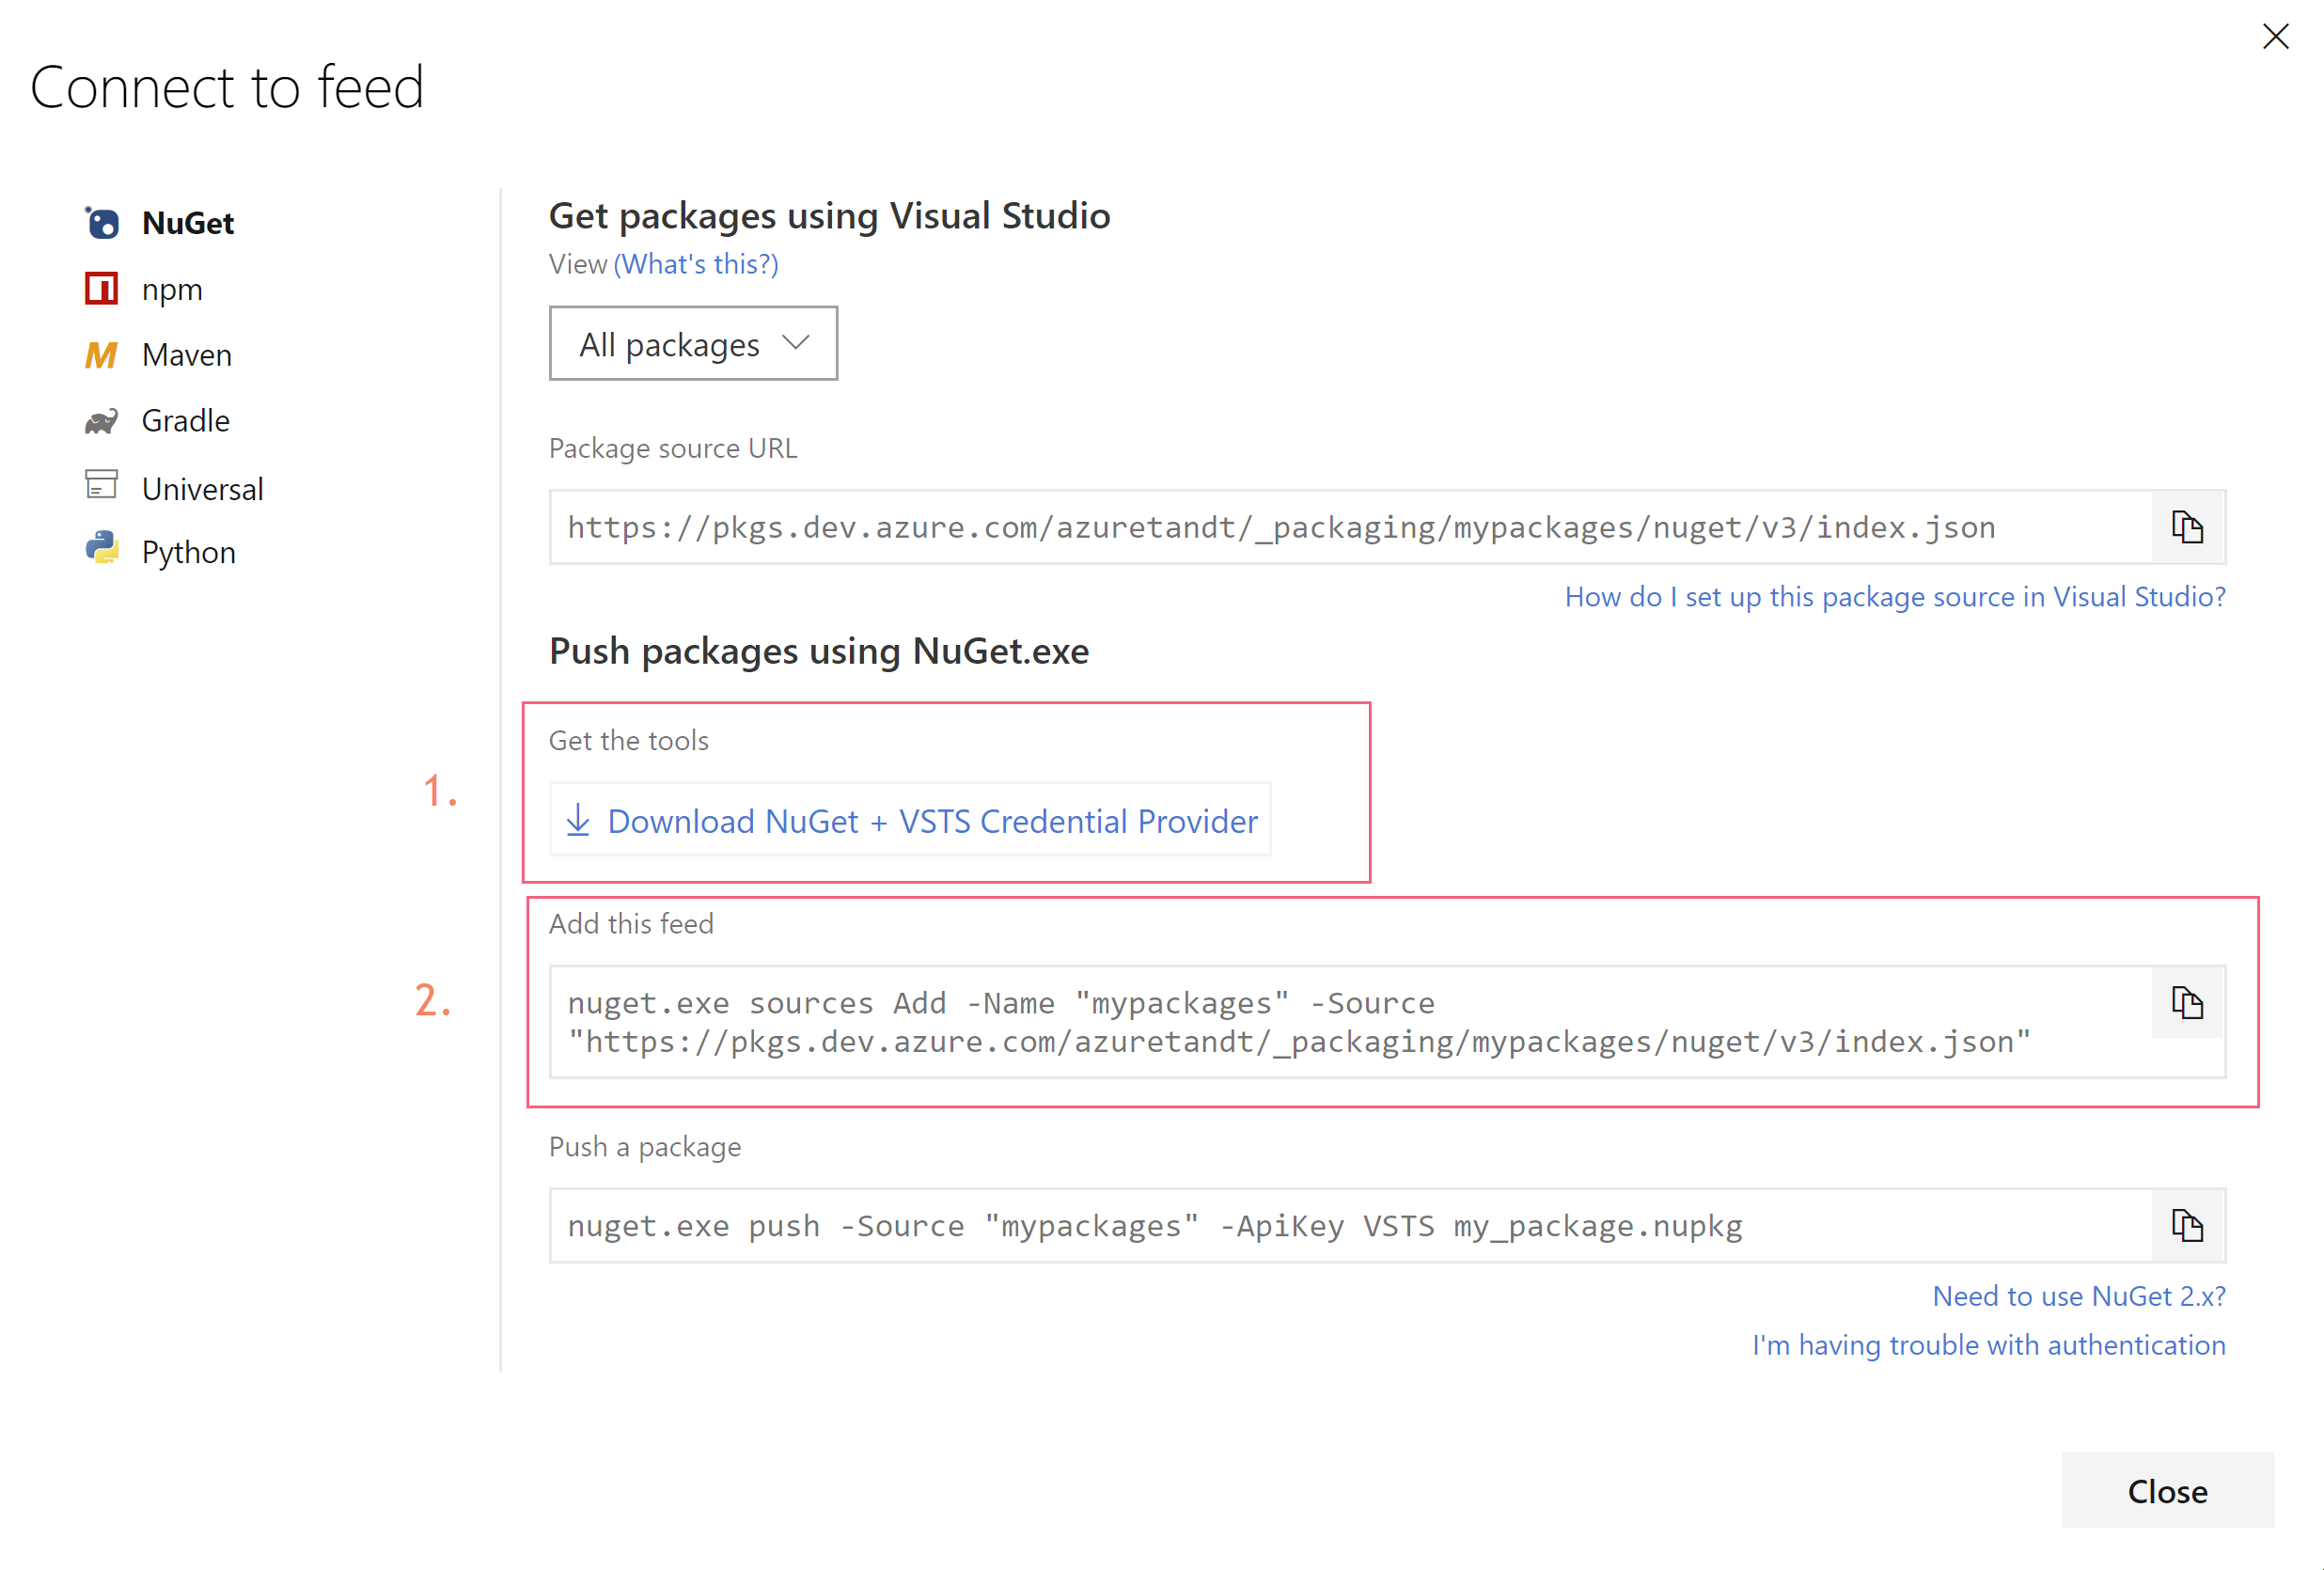 Connect to feed
NuGet
npm
Maven
Gradle
Universal
Python
Get packages using Visual Studio
View (What's this?)
All packages
Package source URL
https://pkgs.dev.azure.com/azuretandt/_packaging/mypackages/nuget/v3/index.json
How do I set up this package source in Visual Studio?
Push packages using NuGet.exe
1.
Get the tools
Download NuGet + VSTS Credential Provider
2.
Add this feed
nuget.exe sources Add -Name "mypackages" -Source
"https://pkgs.dev.azure.com/azuretandt/_packaging/mypackages/nuget/v3/index.json"
Push a package
nuget.exe push -Source "mypackages" -ApiKey VSTS my_package.nupkg
Need to use NuGet 2.x?
I'm having trouble with authentication
Close